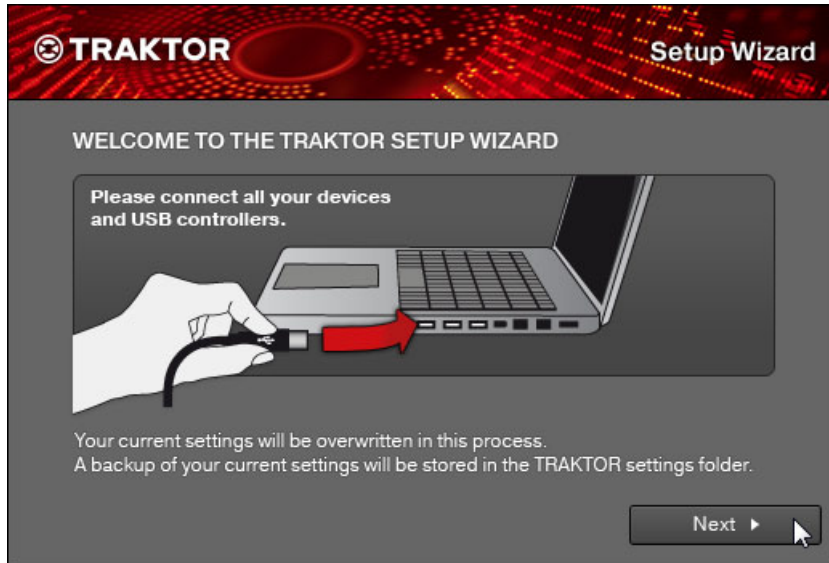 TRAKTOR
Setup Wizard
WELCOME TO THE TRAKTOR SETUP WIZARD
Please connect all your devices
and USB controllers.
Your current settings will be overwritten in this process.
A backup of your current settings will be stored in the TRAKTOR settings folder.
Next